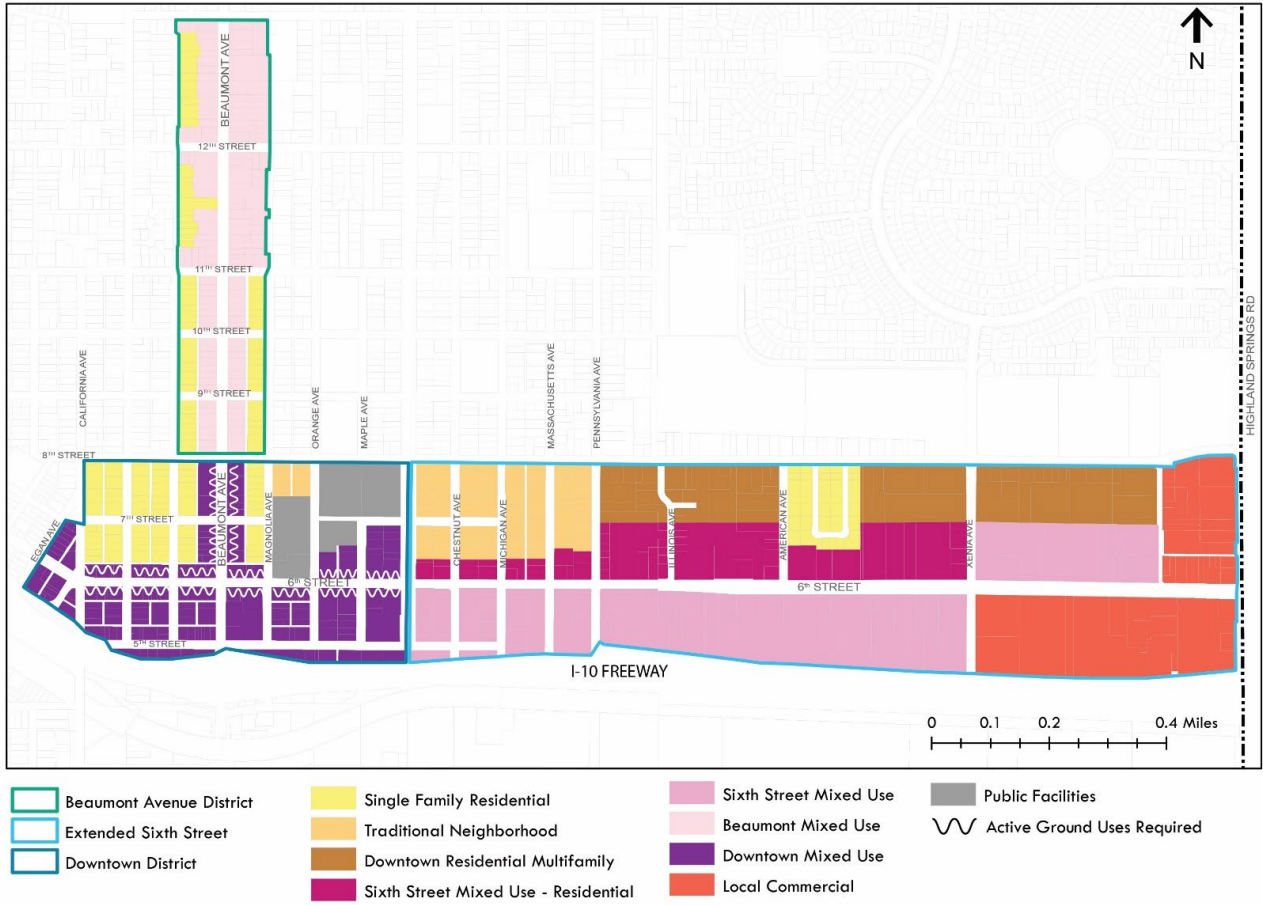 N
BEAUMONT AVE
12TH STREET
11TH STREET
10TH STREET
9TH STREET
CALIFORNIA AVE
ORANGE AVE
MAPLE AVE
MASSACHUSETTS AVE
PENNSYLVANIA AVE
HIGHLAND SPRINGS RD
8TH STREET
EGAN AVE
7TH STREET
BEAUMONT AVE
MAGNOLIA AVE
CHESTNUT AVE
MICHIGAN AVE
ILLINOIS AVE
AMERICAN AVE
XENIA AVE
6th STREET
6th STREET
5TH STREET
I-10 FREEWAY
0 0.1 0.2 0.4 Miles
Beaumont Avenue District
Extended Sixth Street
Downtown District
Single Family Residential
Traditional Neighborhood
Downtown Residential Multifamily
Sixth Street Mixed Use - Residential
Sixth Street Mixed Use
Beaumont Mixed Use
Downtown Mixed Use
Local Commercial
Public Facilities
Active Ground Uses Required